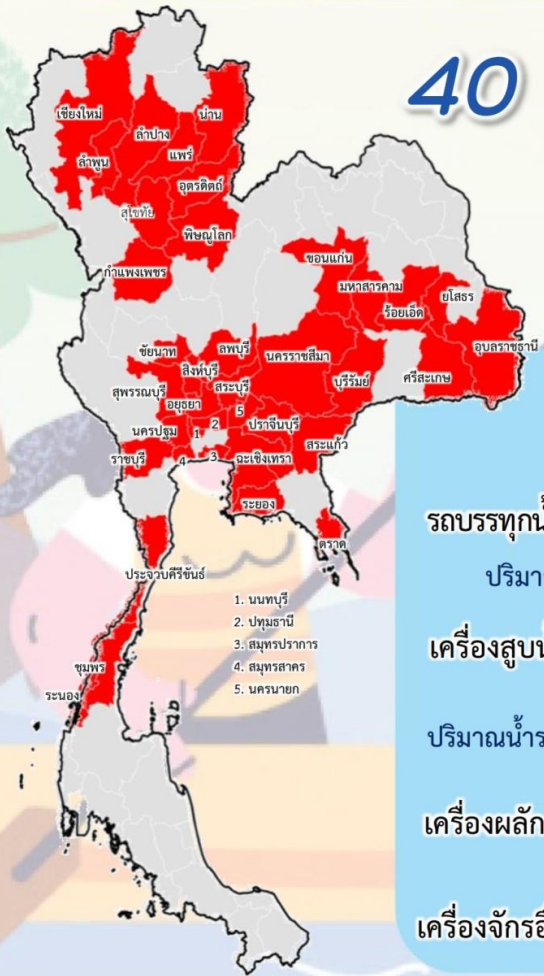 40
เชียงใหม่
น่าน
ลำปาง
แพร่
ลำพูน
อุตรดิตถ์
สุโขทัย
พิษณุโลก
กำแพงเพชร
ขอนแก่น
มหาสารคาม
ยโสธร
ร้อยเอ็ด
อุบลราชธานี
ศรีสะเกษ
ชัยนาท
ลพบุรี
นครราชสีมา
สิงห์บุรี
สระบุรี
บุรีรัมย์
สุพรรณบุรี
อยุธยา
5
2
ปราจีนบุรี
นครปฐม
1
สระแก้ว
ราชบุรี
4
3
ฉะเชิงเทรา
ระยอง
ตราด
ประจวบคีรีขันธ์
ชุมพร
ระนอง
1. นนทบุรี
2. ปทุมธานี
3. สมุทรปราการ
4. สมุทรสาคร
5. นครนายก
รถบรรทุกน้
ปริมา
เครื่องสูบน
ปริมาณน้ำร
เครื่องผลัก
เครื่องจักรอื